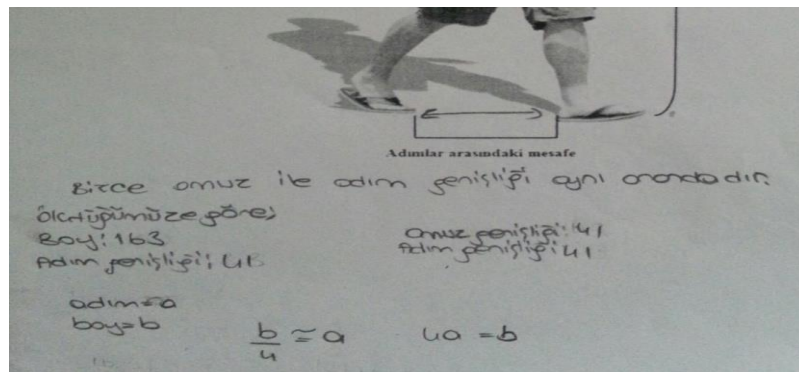 Adımlar arasındaki mesafe
Bizce omuz ile adım genişliği aynı orandadır.
Ölçtüğümüze göre;
Boy: 163
Adım genişliği: 41
Omuz genişliği: 41
Adım genişliği: 41
adım=a
boy=b
b/4 ≅ a 4a = b